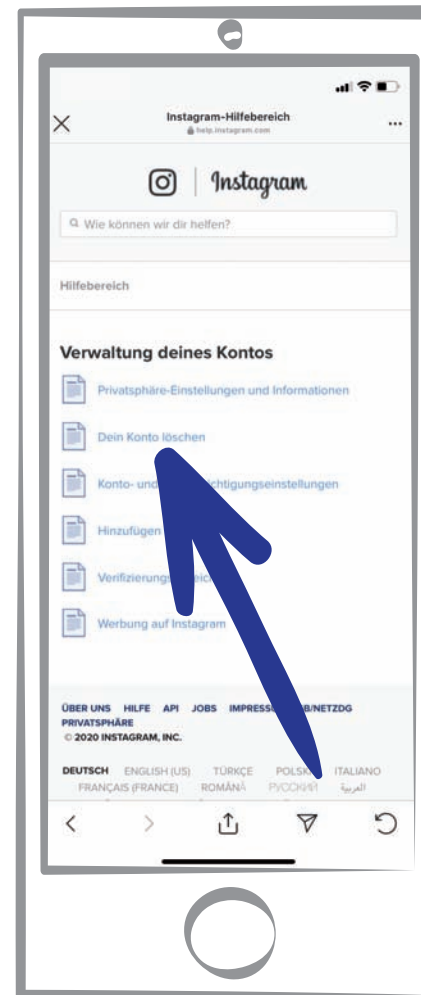 Instagram-Hilfebereich
help.instagram.com
Instagram
Wie können wir dir helfen?
Hilfebereich
Verwaltung deines Kontos
Privatsphäre-Einstellungen und Informationen
Dein Konto löschen
Konto- und
Hinzufügen
Werbung auf Instagram
ÜBER UNS HILFE API JOBS
PRIVATSPHÄRE
© 2020 INSTAGRAM, INC.
DEUTSCH ENGLISH (US) TÜRKÇE ITALIANO
FRANÇAIS (FRANCE) ROMÂNĂ РУССКИЙ العربية